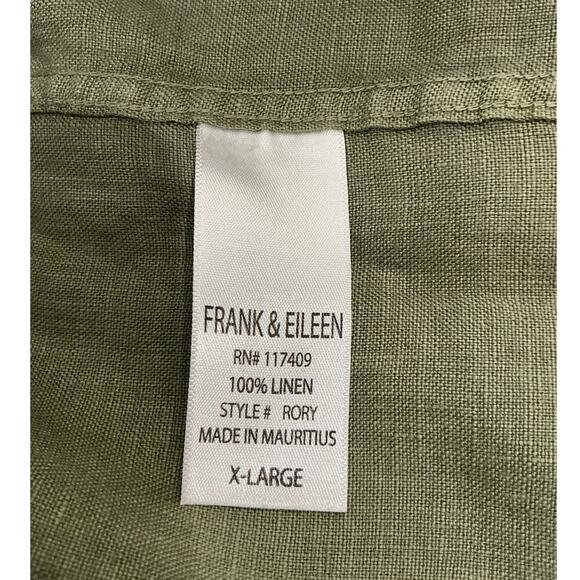 FRANK & EILEEN
RN# 117409
100% LINEN
STYLE # RORY
MADE IN MAURITIUS
X-LARGE